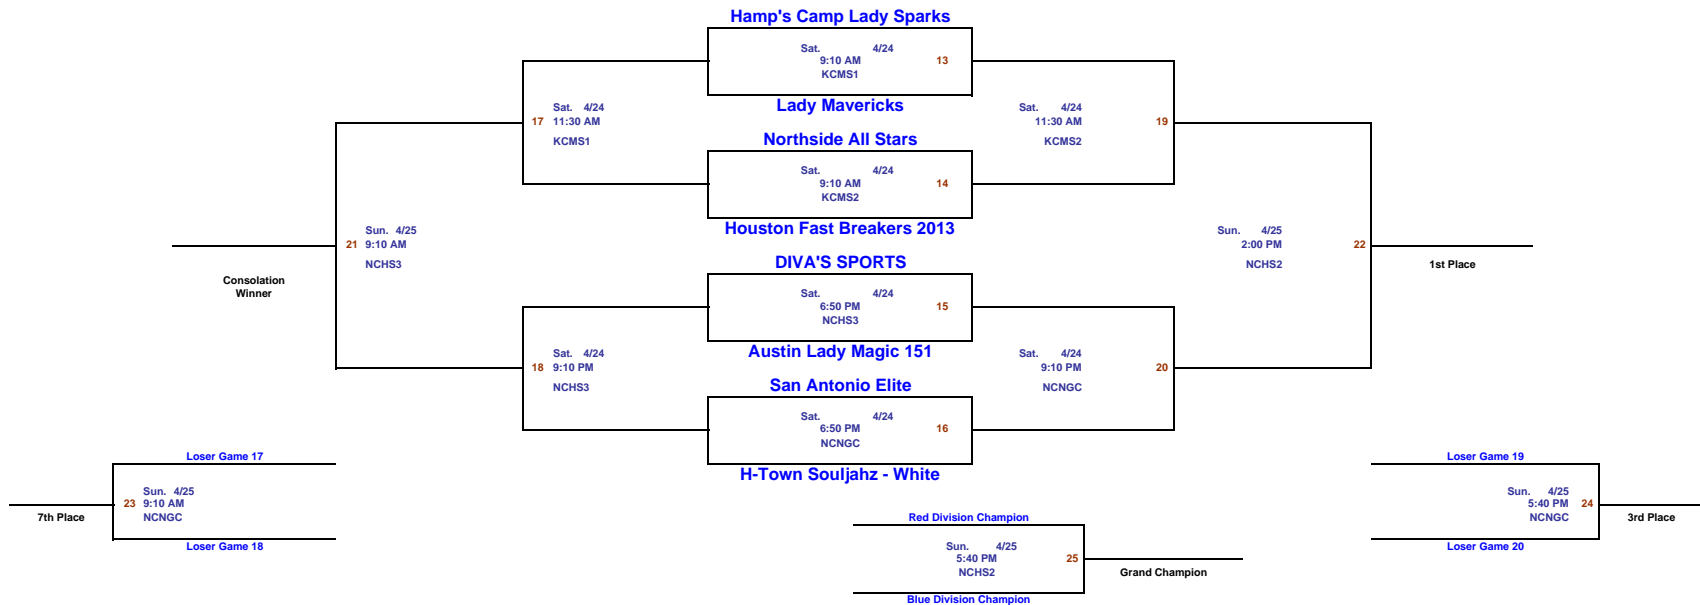 Hamp's Camp Lady Sparks
Sat. 4/24
9:10 AM 13
KCMS1
Lady Mavericks
Sat. 4/24
17 11:30 AM
KCMS1
Sat. 4/24
11:30 AM 19
KCMS2
Northside All Stars
Sat. 4/24
9:10 AM 14
KCMS2
Houston Fast Breakers 2013
Sun. 4/25
21 9:10 AM
NCHS3
Consolation
Winner
Sun. 4/25
2:00 PM 22
NCHS2
1st Place
DIVA'S SPORTS
Sat. 4/24
6:50 PM 15
NCHS3
Austin Lady Magic 151
Sat. 4/24
18 9:10 PM
NCHS3
Sat. 4/24
9:10 PM 20
NCNGC
San Antonio Elite
Sat. 4/24
6:50 PM 16
NCNGC
H-Town Souljahz - White
Loser Game 17
Sun. 4/25
23 9:10 AM
NCNGC
7th Place
Loser Game 18
Loser Game 19
Sun. 4/25
5:40 PM 24
NCNGC
3rd Place
Loser Game 20
Red Division Champion
Sun. 4/25
5:40 PM 25
NCHS2
Grand Champion
Blue Division Champion